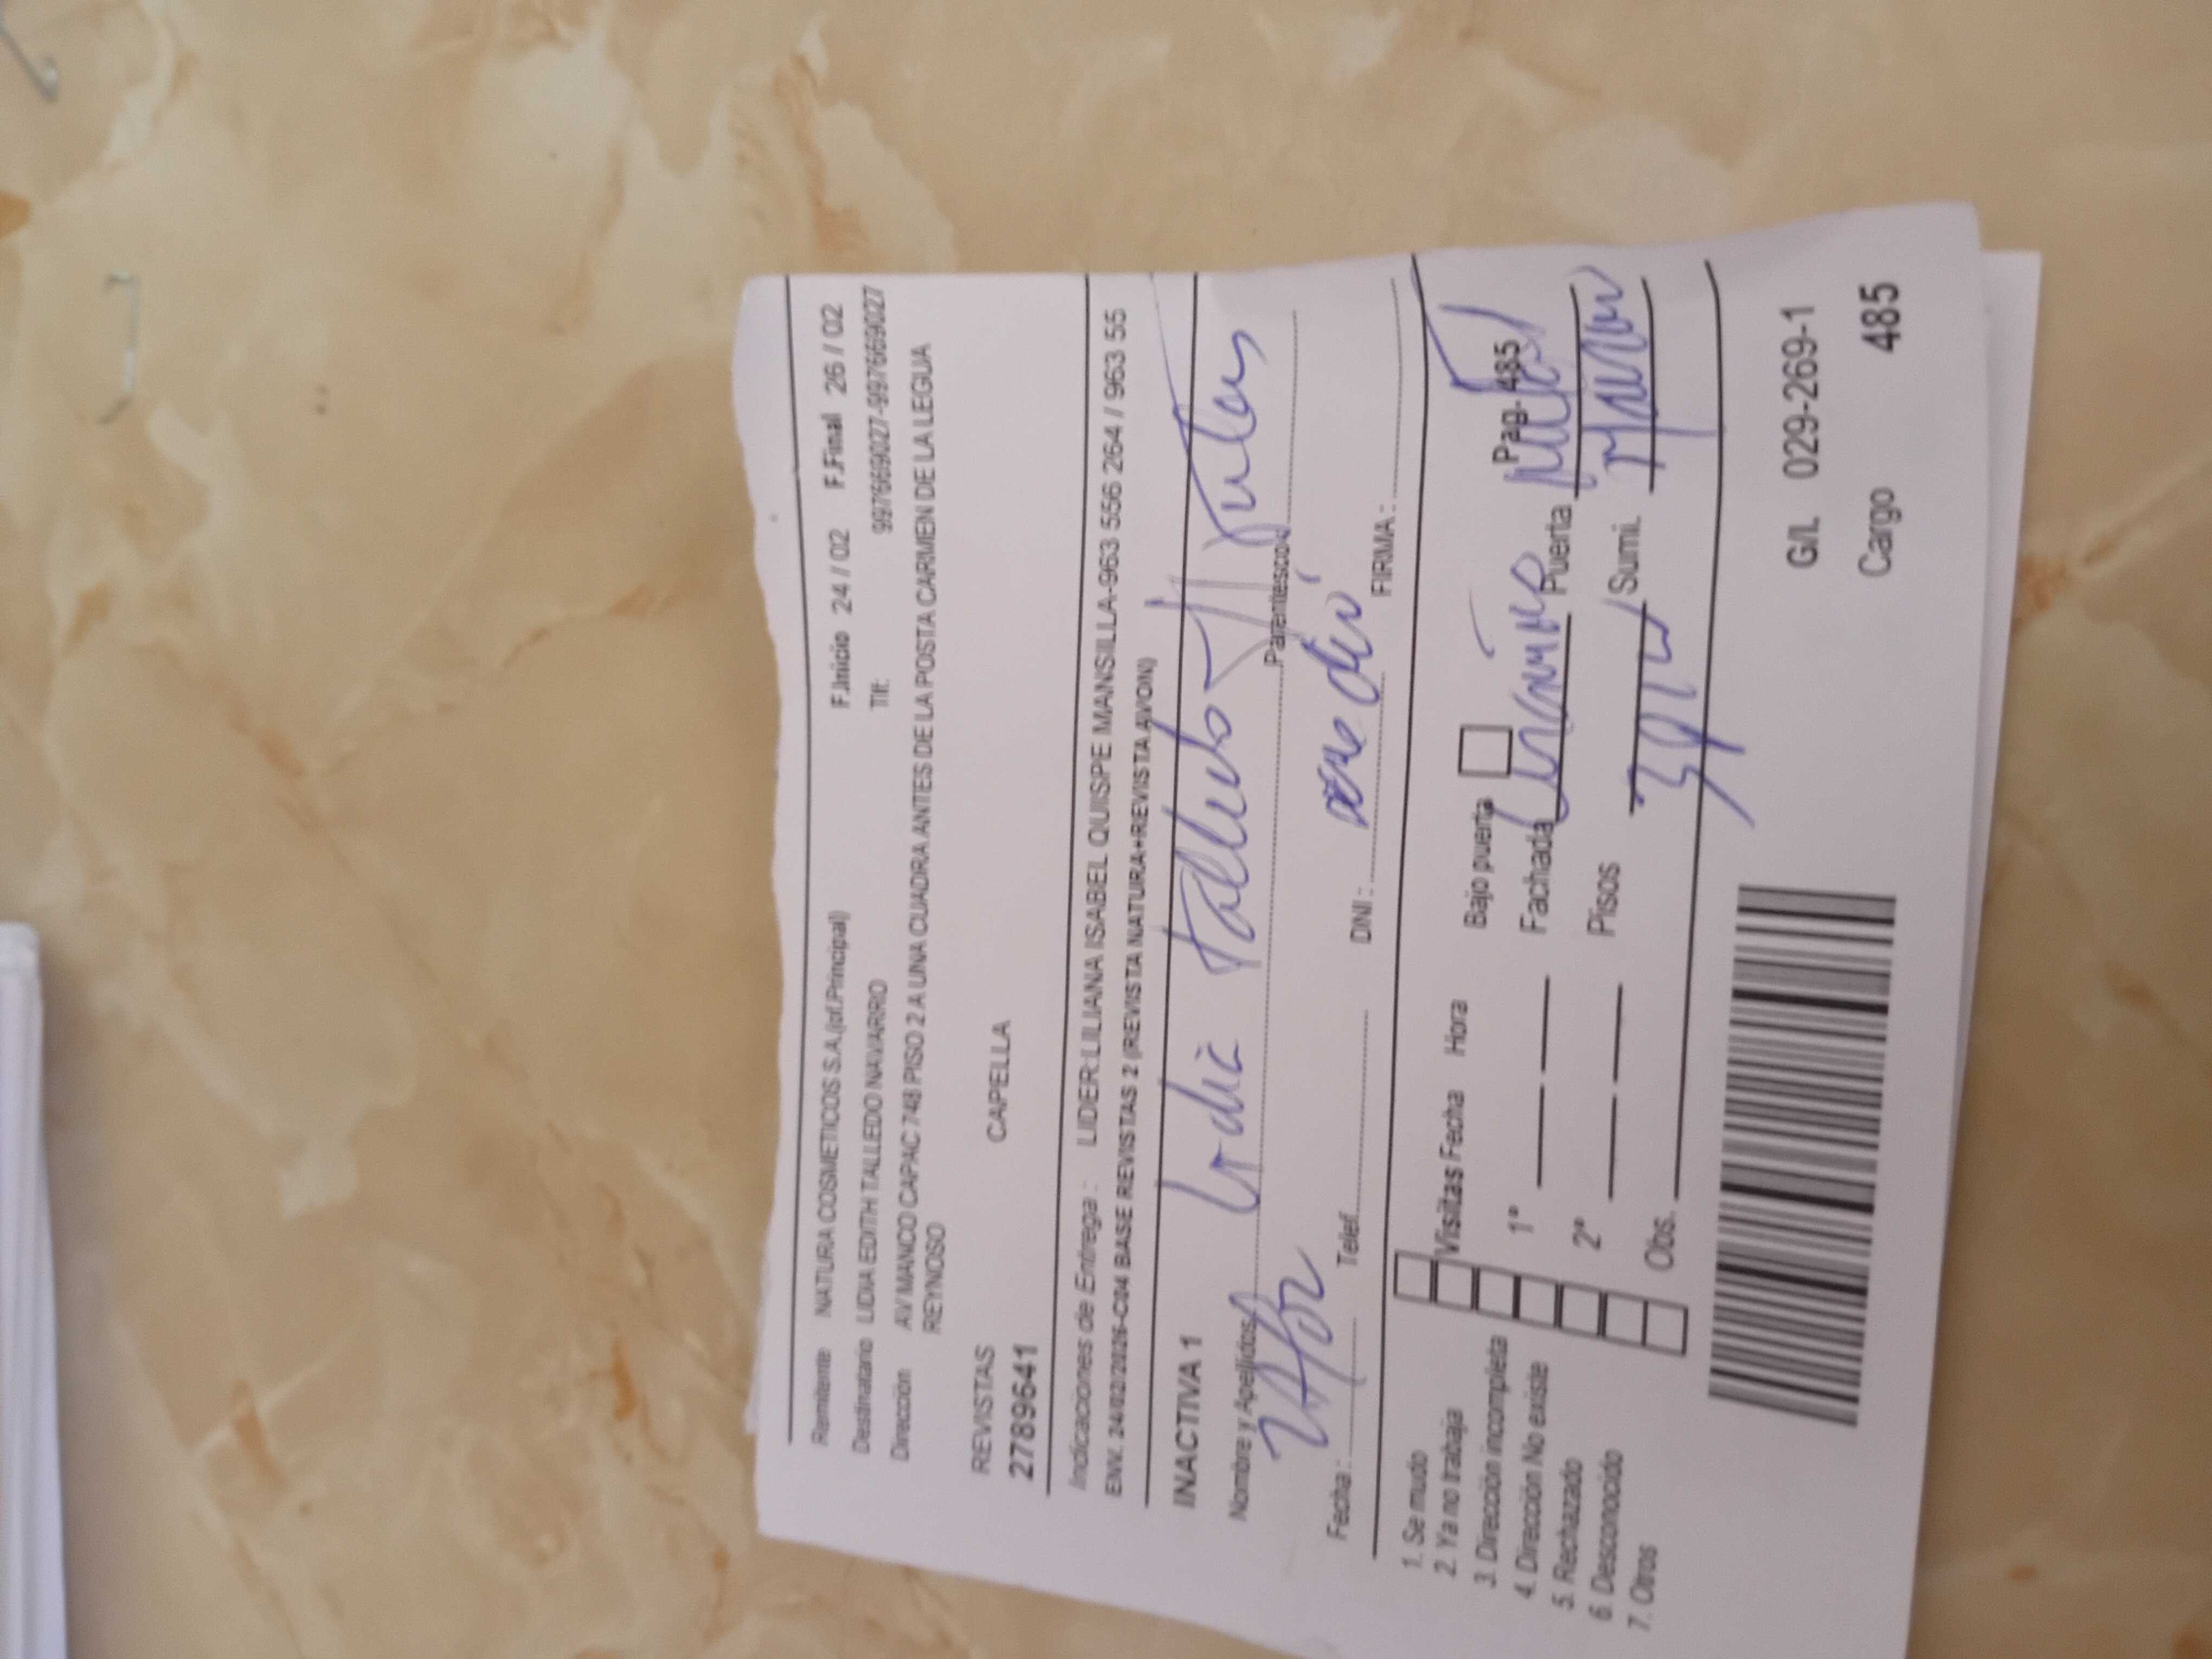 Remitente NATURA COSMETICOS S.A.(of.Principal) F.Inicio 24 / 02 F.Final 26 / 02
Destinatario LIDIA EDITH TALLEDO NAVARRO Tlf: 997669027-997669027
Dirección AV MANCO CAPAC 748 PISO 2 A UNA CUADRA ANTES DE LA POSTA CARMEN DE LA LEGUA
REYNOSO
REVISTAS CAPELLA
2789641
Indicaciones de Entrega : LIDER:LILIANA ISABEL QUISPE MANSILLA-963 556 264 / 963 55
ENV. 24/02/2026-C04 BASE REVISTAS 2 (REVISTA NATURA+REVISTA AVON)
INACTIVA 1
Nombre y Apellidos Lidia Talledo
Parentesco
Fecha : Telef. DNI : FIRMA :
1. Se mudo
2. Ya no trabaja
3. Dirección incompleta
4. Dirección No existe
5. Rechazado
6. Desconocido
7. Otros
Visitas Fecha Hora
1º
2º
Obs.
Bajo puerta Pag- 485
Fachada Puerta
Pisos Sumi.
G/L 029-269-1
Cargo 485